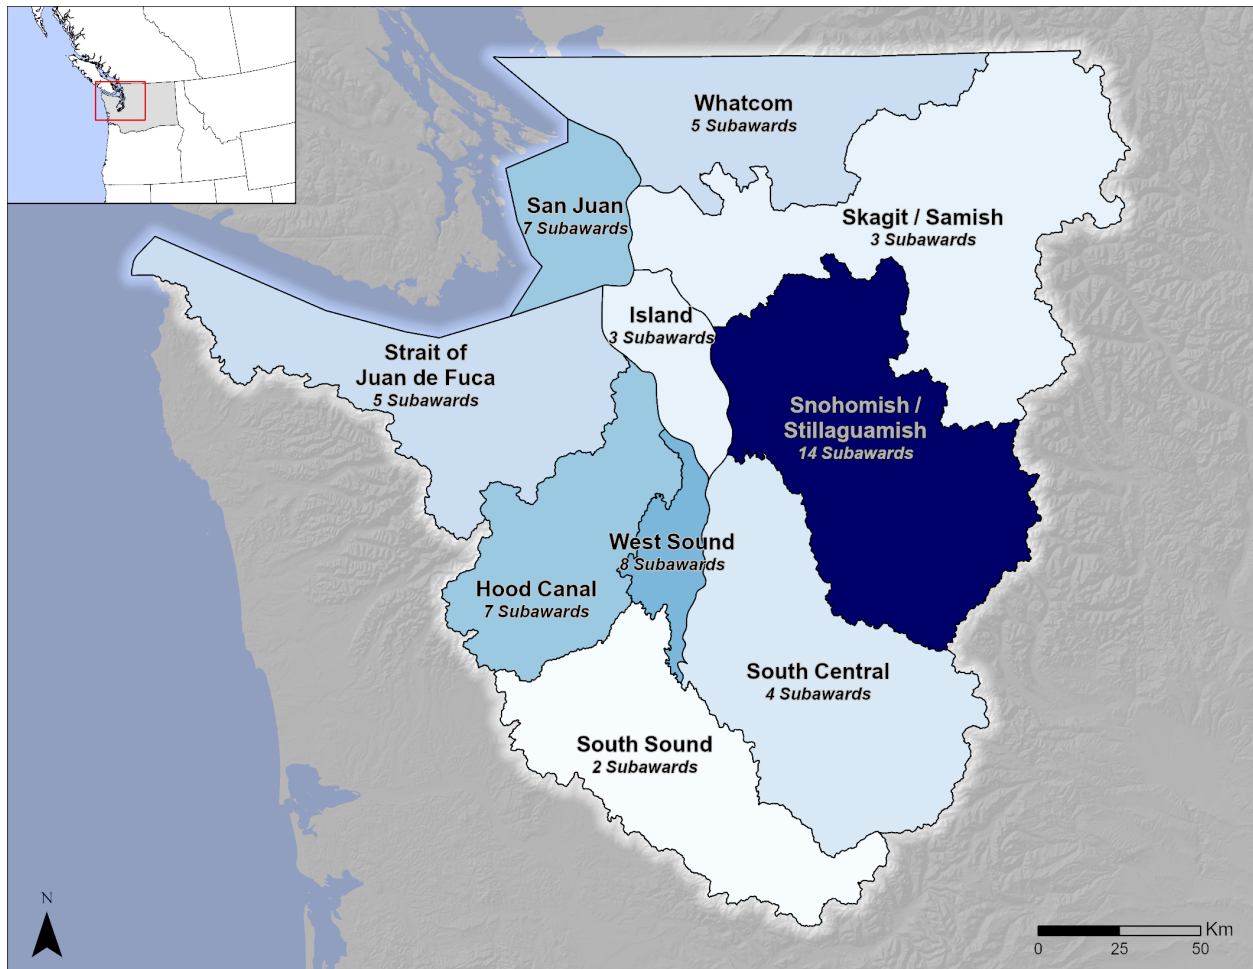 Whatcom
5 Subawards
San Juan
7 Subawards
Skagit / Samish
3 Subawards
Island
3 Subawards
Strait of
Juan de Fuca
5 Subawards
Snohomish /
Stillaguamish
14 Subawards
West Sound
8 Subawards
Hood Canal
7 Subawards
South Central
4 Subawards
South Sound
2 Subawards
N
Km
0 25 50